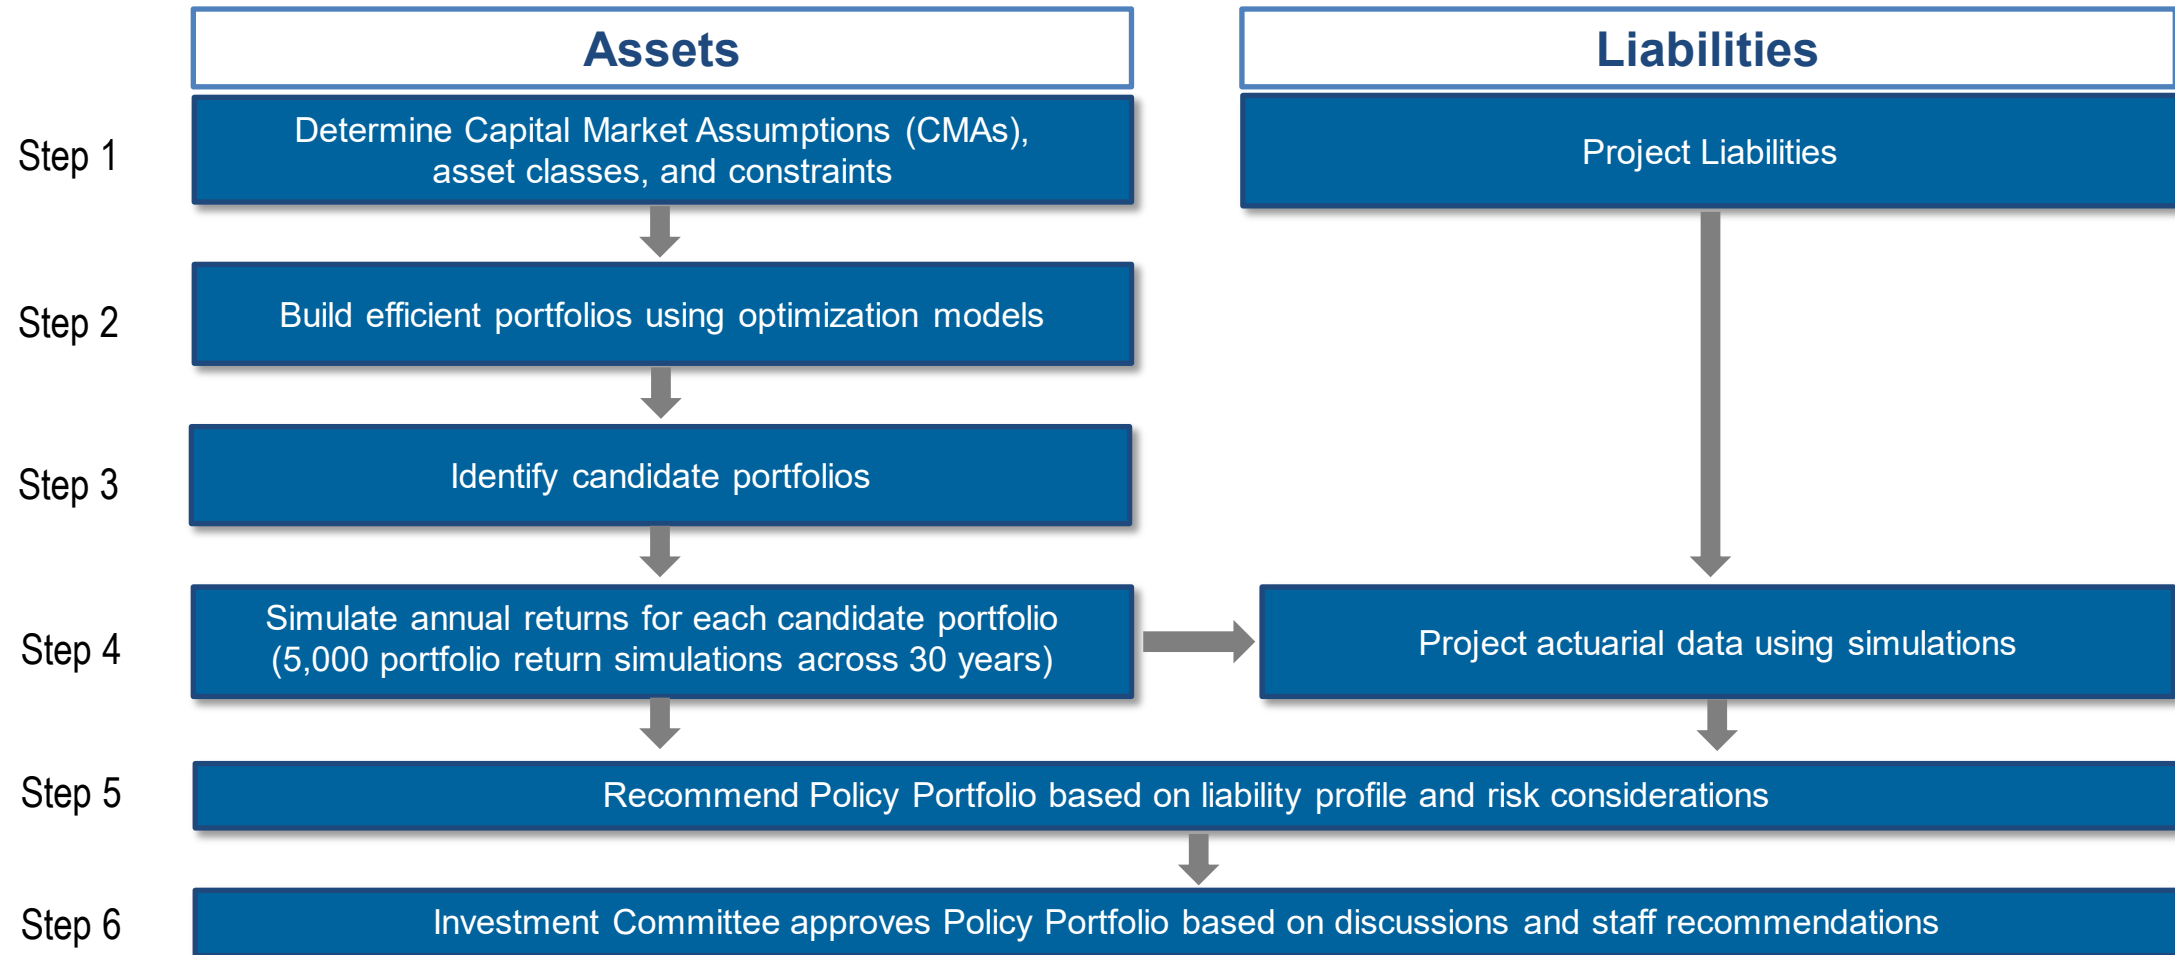 Assets
Liabilities
Step 1
Determine Capital Market Assumptions (CMAs),
asset classes, and constraints
Project Liabilities
Step 2
Build efficient portfolios using optimization models
Step 3
Identify candidate portfolios
Step 4
Simulate annual returns for each candidate portfolio
(5,000 portfolio return simulations across 30 years)
Project actuarial data using simulations
Step 5
Recommend Policy Portfolio based on liability profile and risk considerations
Step 6
Investment Committee approves Policy Portfolio based on discussions and staff recommendations